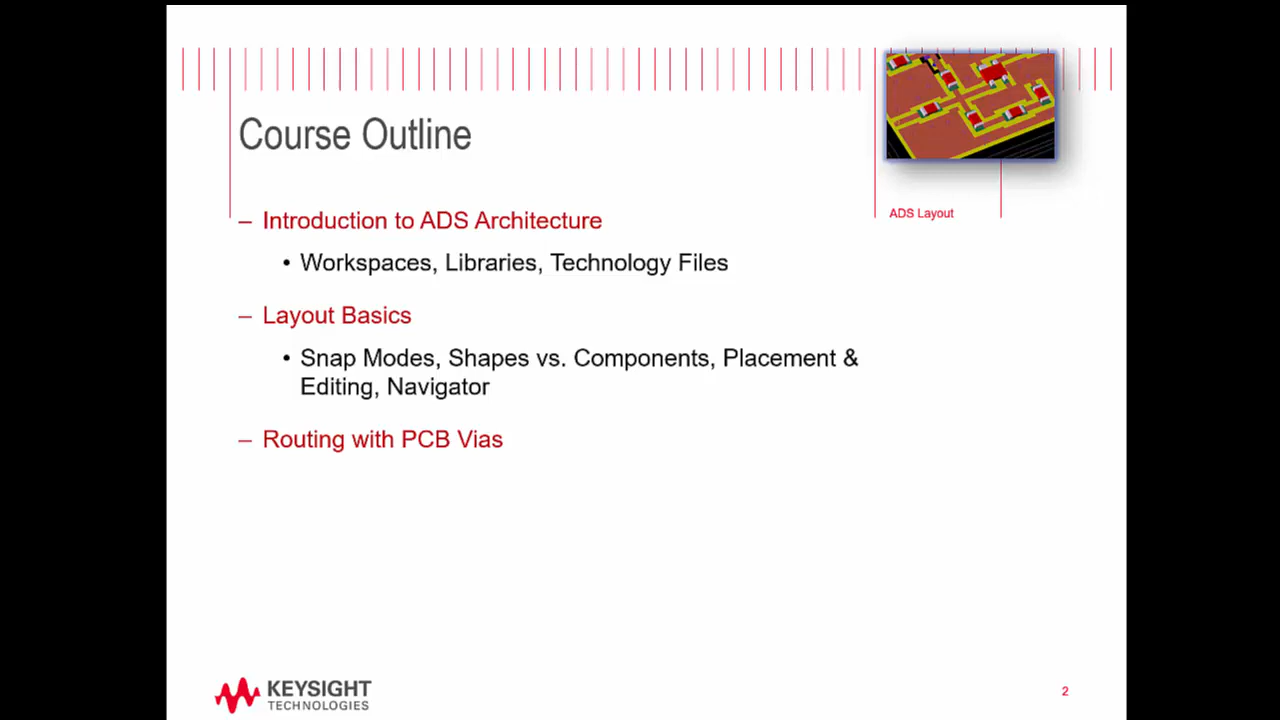 Course Outline
ADS Layout
– Introduction to ADS Architecture
• Workspaces, Libraries, Technology Files
– Layout Basics
• Snap Modes, Shapes vs. Components, Placement &
Editing, Navigator
– Routing with PCB Vias
KEYSIGHT
TECHNOLOGIES
2